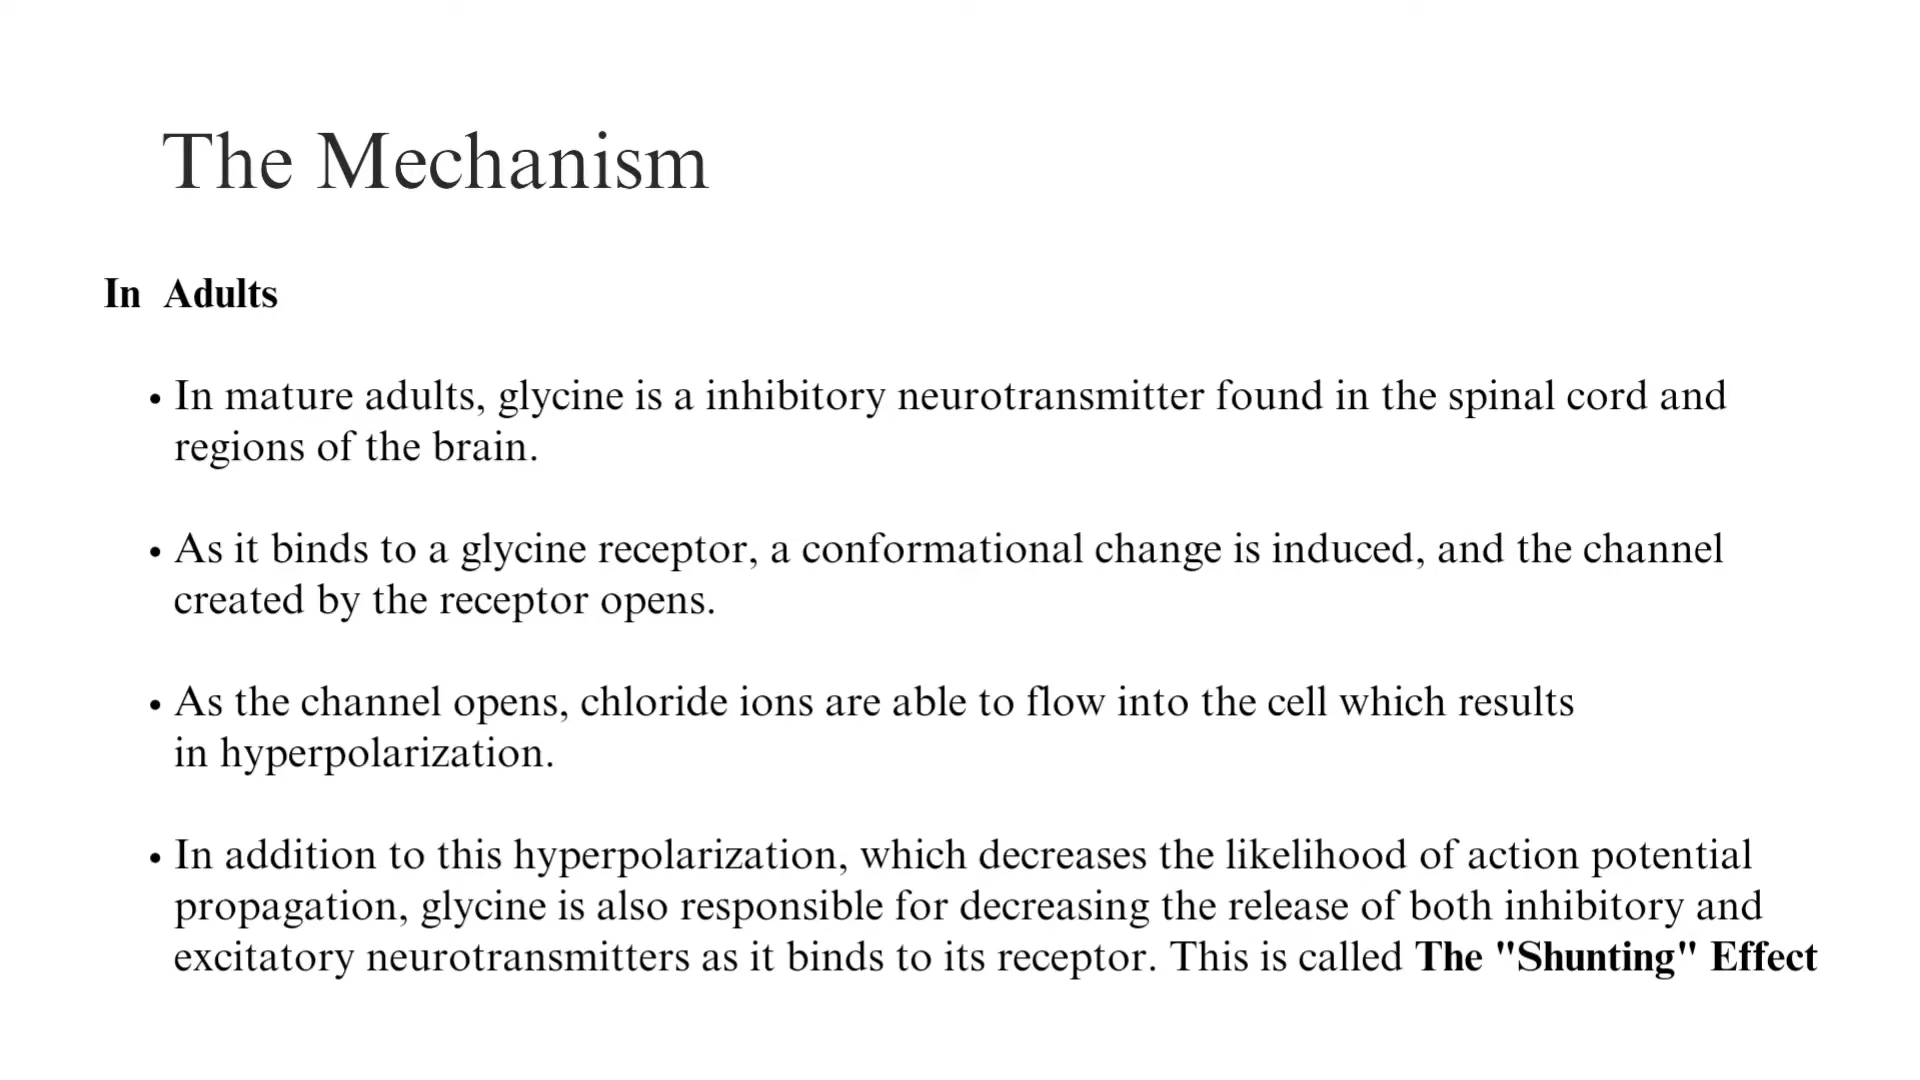 The Mechanism
In Adults
• In mature adults, glycine is a inhibitory neurotransmitter found in the spinal cord and
regions of the brain.
• As it binds to a glycine receptor, a conformational change is induced, and the channel
created by the receptor opens.
• As the channel opens, chloride ions are able to flow into the cell which results
in hyperpolarization.
• In addition to this hyperpolarization, which decreases the likelihood of action potential
propagation, glycine is also responsible for decreasing the release of both inhibitory and
excitatory neurotransmitters as it binds to its receptor. This is called The "Shunting" Effect